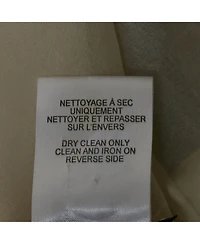 NETTOYAGE À SEC
UNIQUEMENT
NETTOYER ET REPASSER
SUR L'ENVERS
DRY CLEAN ONLY
CLEAN AND IRON ON
REVERSE SIDE